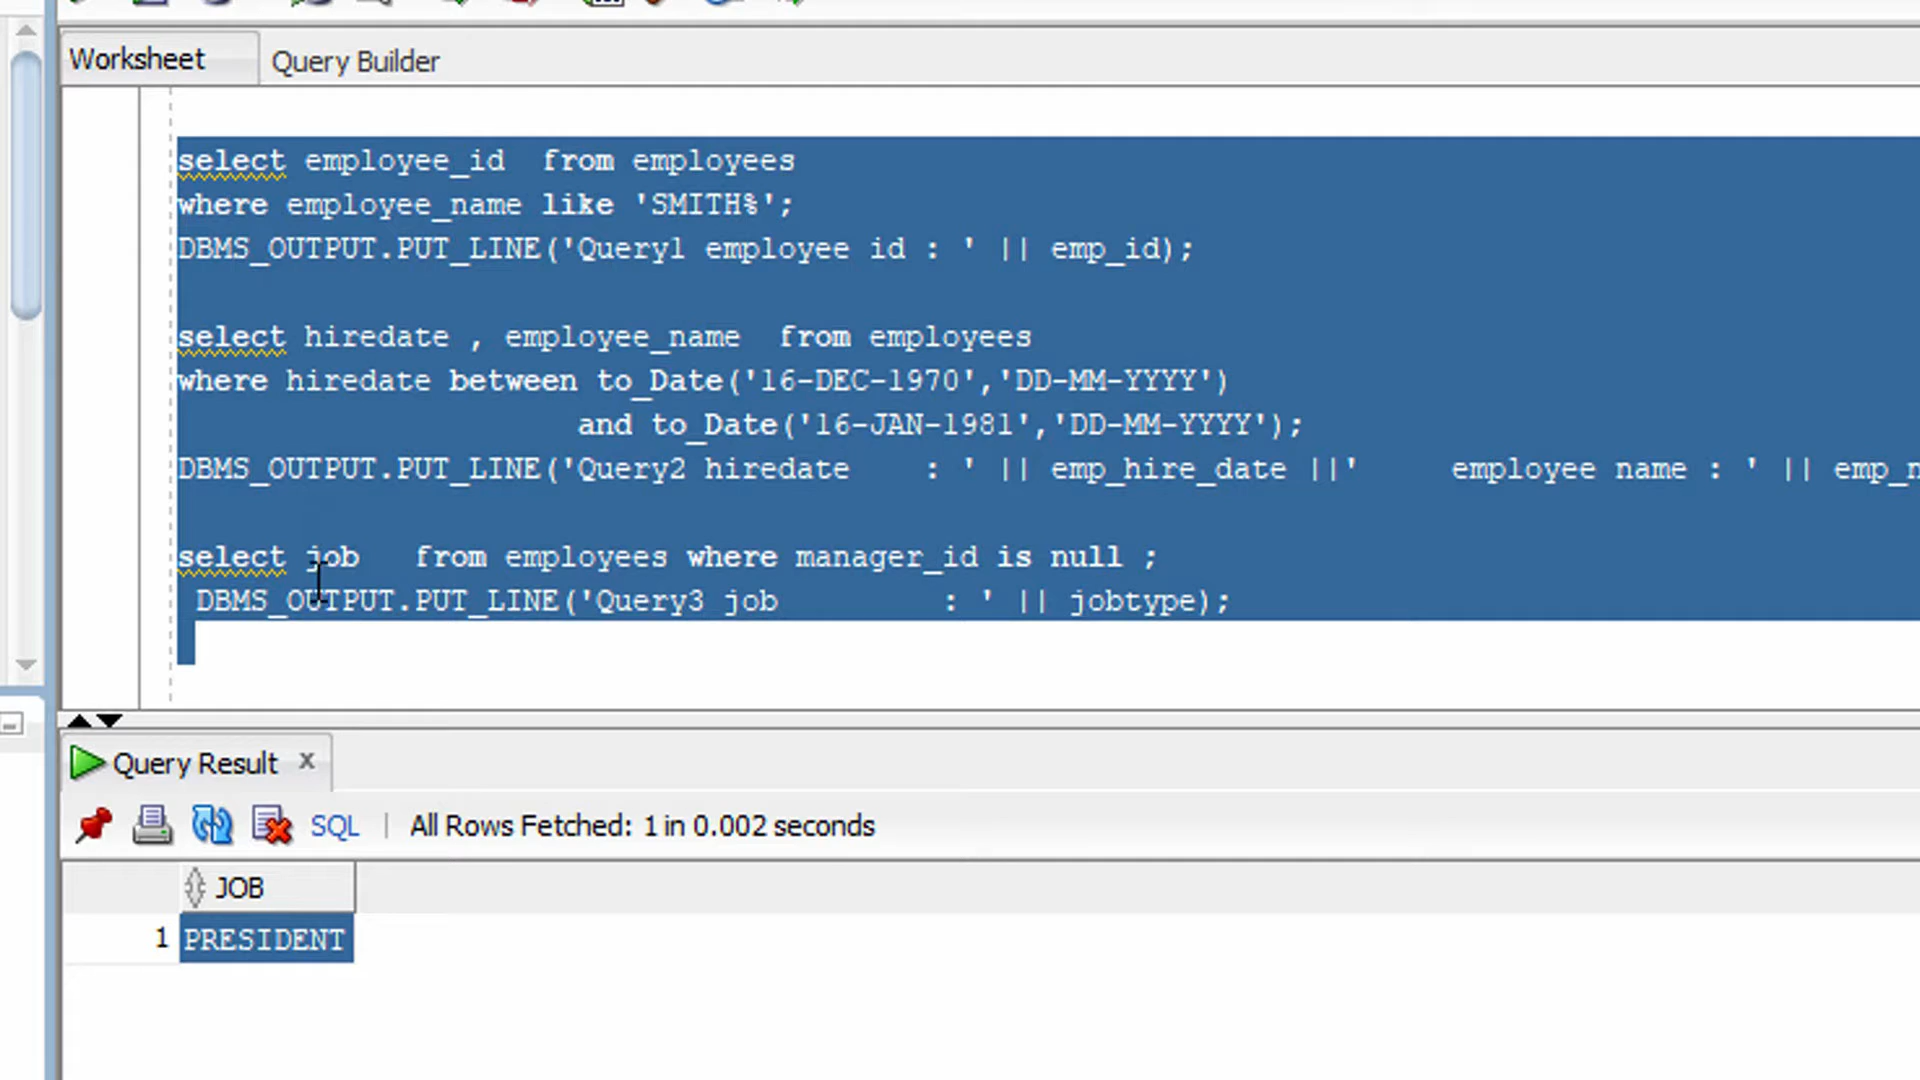 Worksheet
Query Builder
select employee_id  from employees
where employee_name like 'SMITH%';
DBMS_OUTPUT.PUT_LINE('Query1 employee id : ' || emp_id);
select hiredate , employee_name  from employees
where hiredate between to_Date('16-DEC-1970','DD-MM-YYYY')
and to_Date('16-JAN-1981','DD-MM-YYYY');
DBMS_OUTPUT.PUT_LINE('Query2 hiredate    : ' || emp_hire_date ||'     employee name : ' || emp_n
select job   from employees where manager_id is null ;
DBMS_OUTPUT.PUT_LINE('Query3 job         : ' || jobtype);
Query Result x
SQL | All Rows Fetched: 1 in 0.002 seconds
JOB
1 PRESIDENT